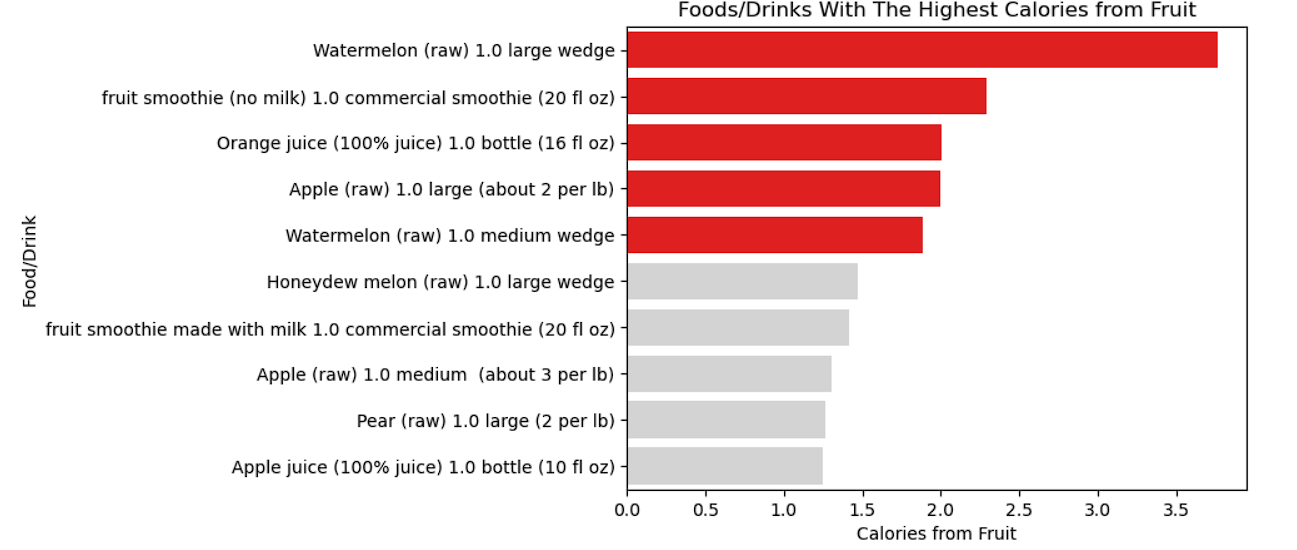 Foods/Drinks With The Highest Calories from Fruit
Food/Drink
Watermelon (raw) 1.0 large wedge
fruit smoothie (no milk) 1.0 commercial smoothie (20 fl oz)
Orange juice (100% juice) 1.0 bottle (16 fl oz)
Apple (raw) 1.0 large (about 2 per lb)
Watermelon (raw) 1.0 medium wedge
Honeydew melon (raw) 1.0 large wedge
fruit smoothie made with milk 1.0 commercial smoothie (20 fl oz)
Apple (raw) 1.0 medium  (about 3 per lb)
Pear (raw) 1.0 large (2 per lb)
Apple juice (100% juice) 1.0 bottle (10 fl oz)
0.0 0.5 1.0 1.5 2.0 2.5 3.0 3.5
Calories from Fruit